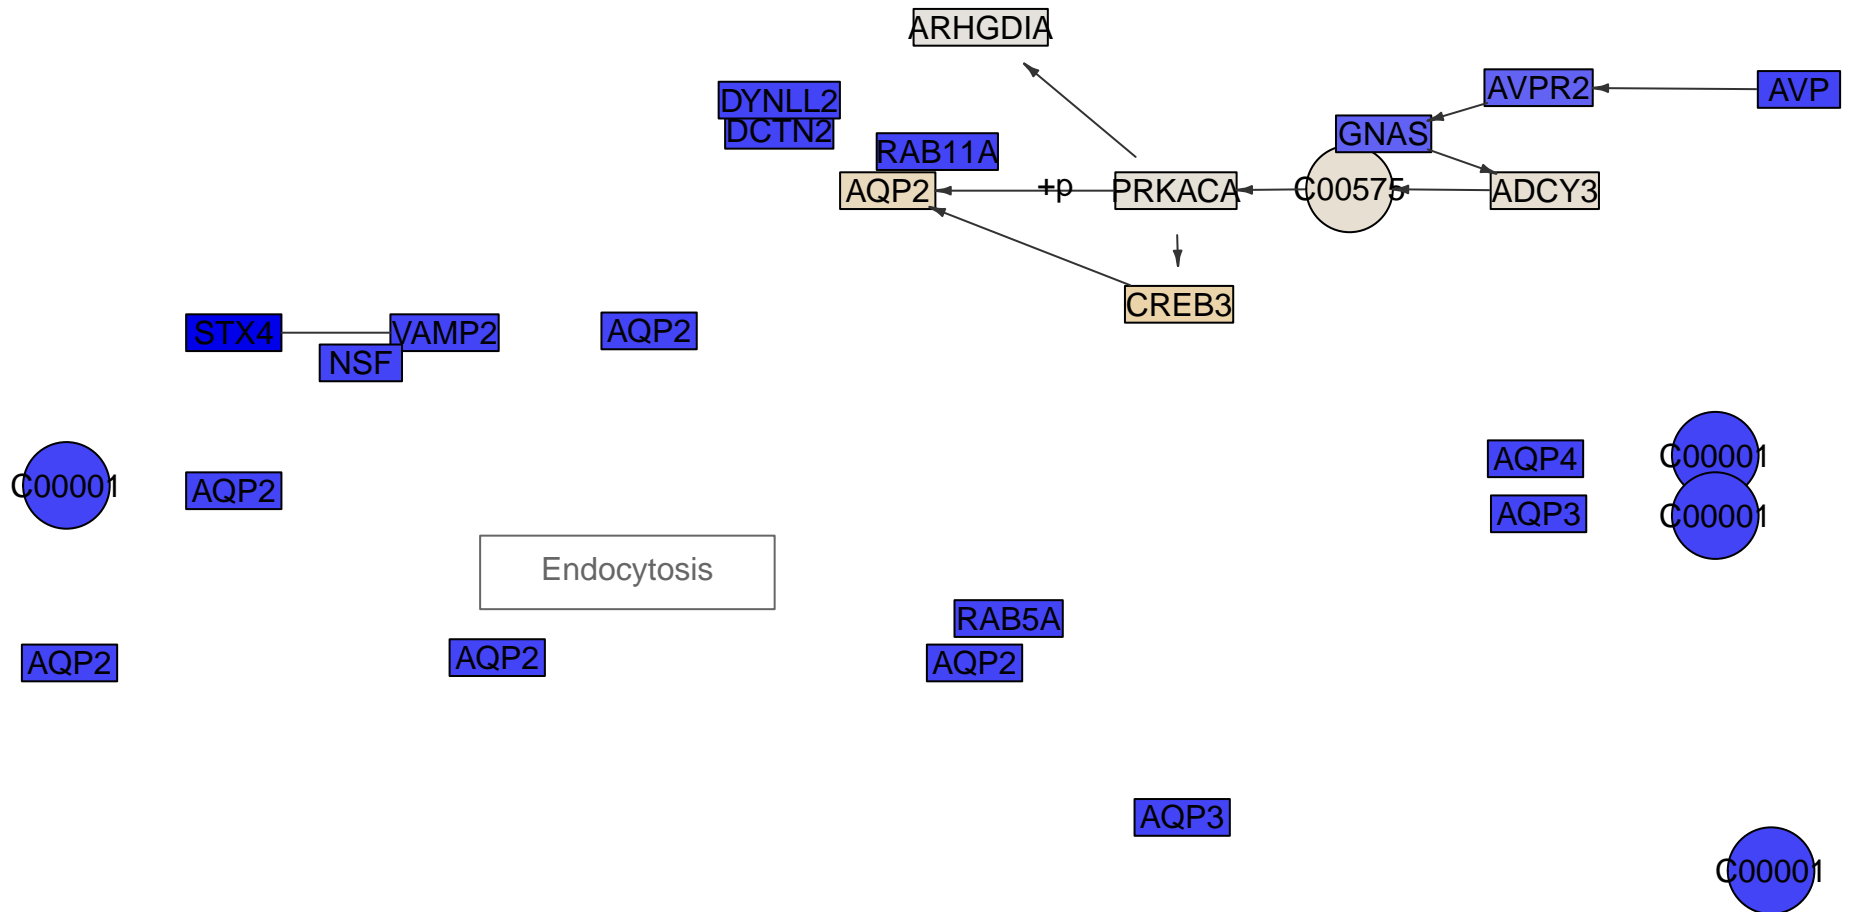 ARHGDIA
DYNLL2
AVPR2
AVP
DCTN2
GNAS
RAB11A
AQP2
+p
PRKACA
C00575
ADCY3
CREB3
STX4
VAMP2
AQP2
NSF
AQP4
C00001
C00001
AQP2
AQP3
C00001
Endocytosis
RAB5A
AQP2
AQP2
AQP2
AQP3
C00001